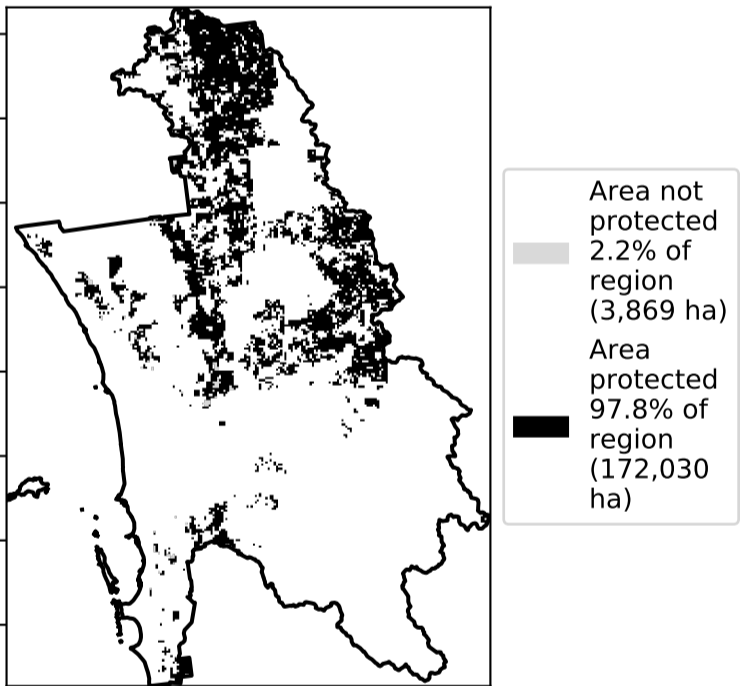 Area not
protected
2.2% of
region
(3,869 ha)
Area
protected
97.8% of
region
(172,030
ha)